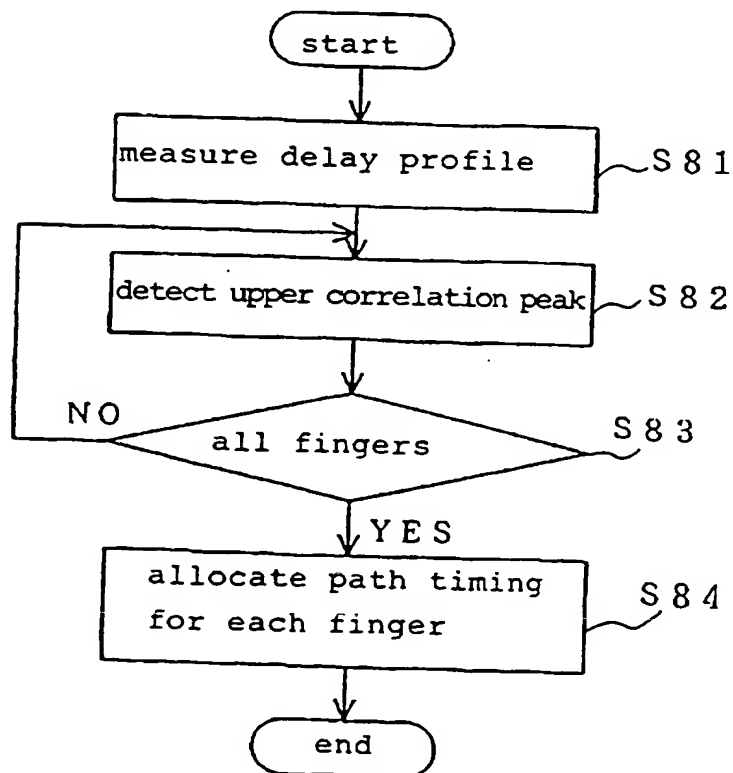 start
measure delay profile
S81
detect upper correlation peak
S82
NO
all fingers
S83
YES
allocate path timing
for each finger
S84
end